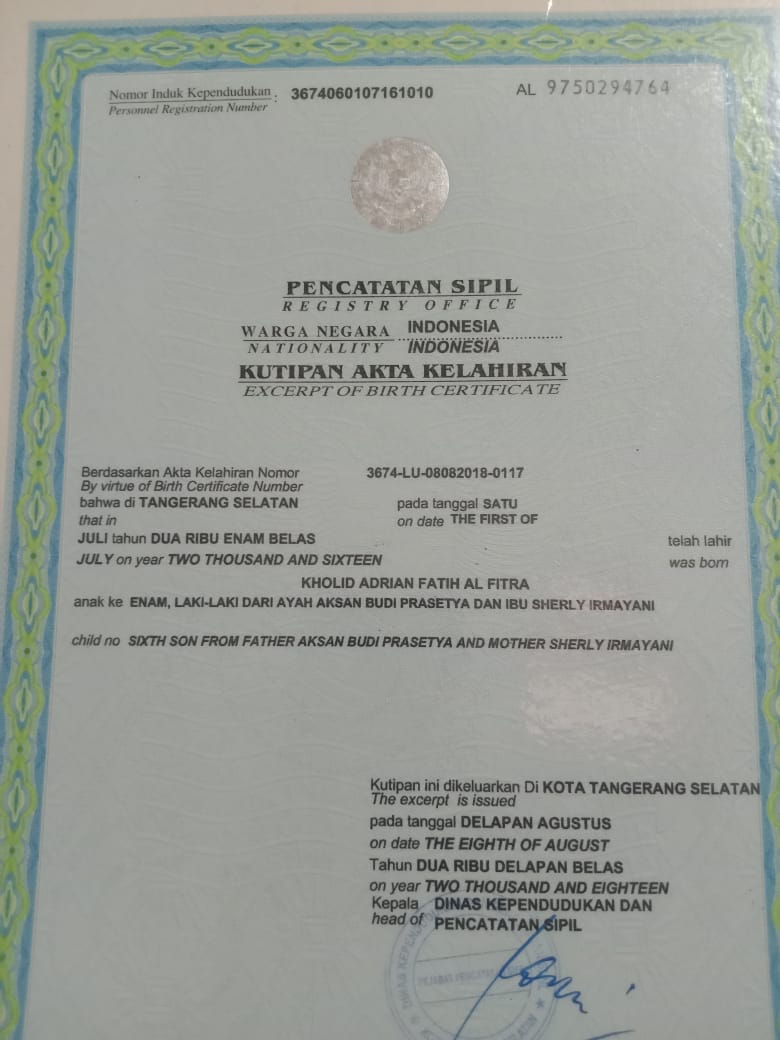 Nomor Induk Kependudukan : 3674060107161010
Personnel Registration Number
AL 9750294764
PENCATATAN SIPIL
REGISTRY OFFICE
WARGA NEGARA INDONESIA
NATIONALITY INDONESIA
KUTIPAN AKTA KELAHIRAN
EXCERPT OF BIRTH CERTIFICATE
Berdasarkan Akta Kelahiran Nomor 3674-LU-08082018-0117
By virtue of Birth Certificate Number
bahwa di TANGERANG SELATAN pada tanggal SATU
that in on date THE FIRST OF
JULI tahun DUA RIBU ENAM BELAS telah lahir
JULY on year TWO THOUSAND AND SIXTEEN was born
KHOLID ADRIAN FATIH AL FITRA
anak ke ENAM, LAKI-LAKI DARI AYAH AKSAN BUDI PRASETYA DAN IBU SHERLY IRMAYANI
child no SIXTH SON FROM FATHER AKSAN BUDI PRASETYA AND MOTHER SHERLY IRMAYANI
Kutipan ini dikeluarkan Di KOTA TANGERANG SELATAN
The excerpt is issued
pada tanggal DELAPAN AGUSTUS
on date THE EIGHTH OF AUGUST
Tahun DUA RIBU DELAPAN BELAS
on year TWO THOUSAND AND EIGHTEEN
Kepala DINAS KEPENDUDUKAN DAN
head of PENCATATAN SIPIL